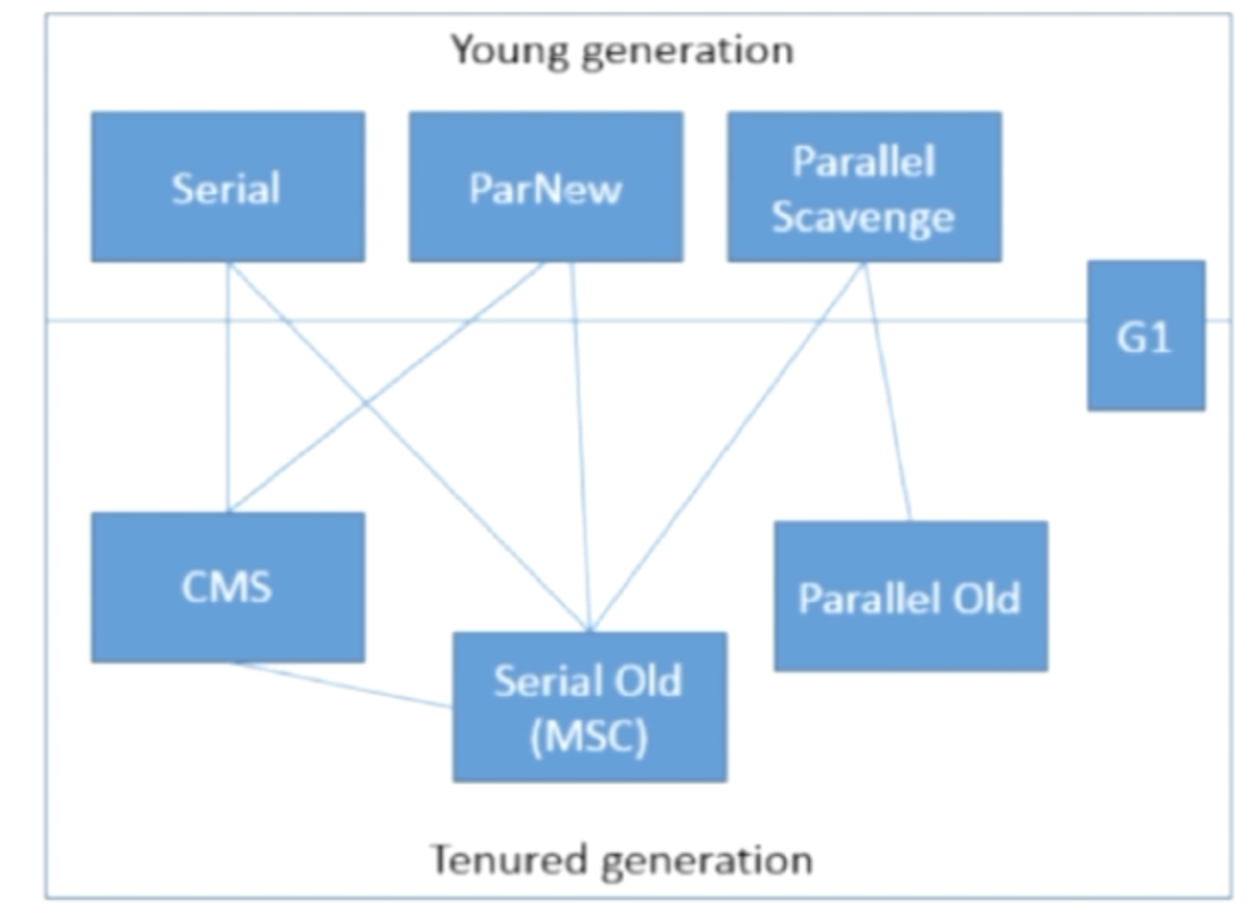 Young generation
Serial
ParNew
Parallel
Scavenge
G1
CMS
Parallel Old
Serial Old
(MSC)
Tenured generation